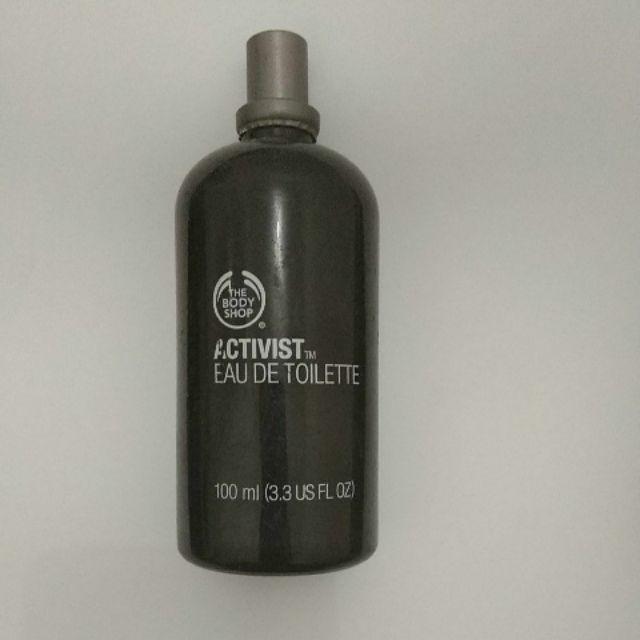 THE
BODY
SHOP®
ACTIVIST™
EAU DE TOILETTE
100 ml (3.3 US FL OZ)